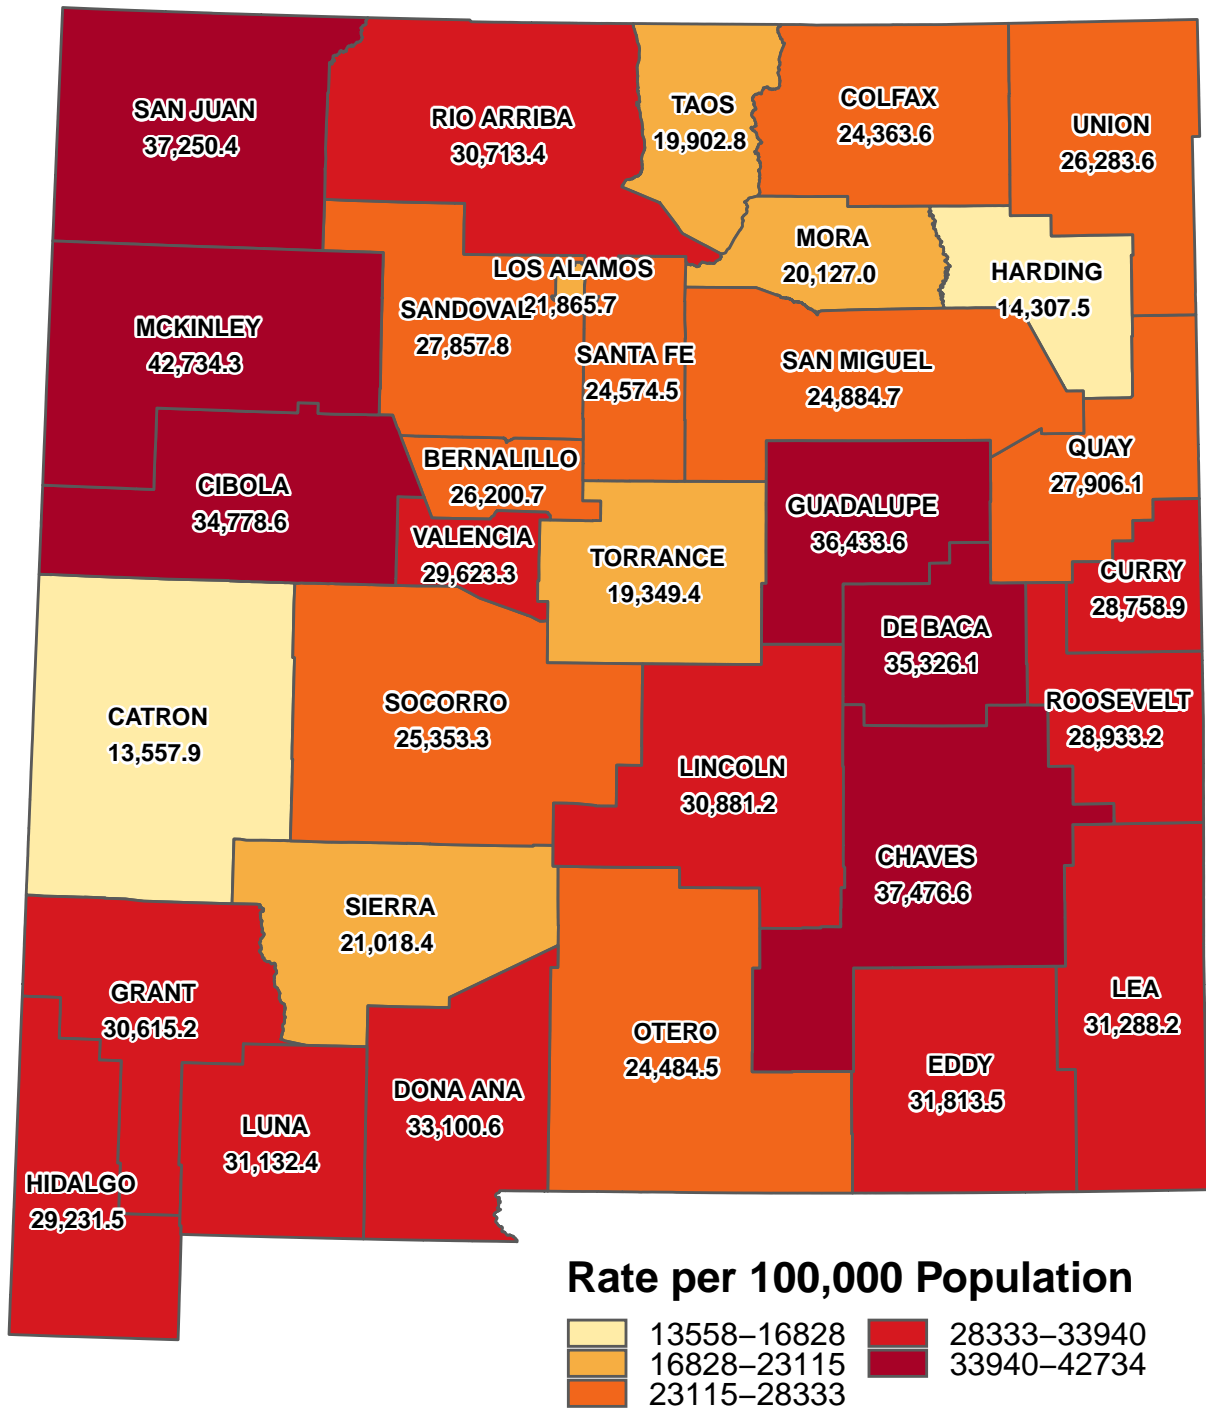 SAN JUAN
37,250.4
RIO ARRIBA
30,713.4
TAOS
19,902.8
COLFAX
24,363.6
UNION
26,283.6
MORA
20,127.0
HARDING
14,307.5
LOS ALAMOS
21,865.7
SANDOVAL
27,857.8
MCKINLEY
42,734.3
SANTA FE
24,574.5
SAN MIGUEL
24,884.7
QUAY
27,906.1
BERNALILLO
26,200.7
CIBOLA
34,778.6
GUADALUPE
36,433.6
VALENCIA
29,623.3
TORRANCE
19,349.4
CURRY
28,758.9
DE BACA
35,326.1
ROOSEVELT
28,933.2
CATRON
13,557.9
SOCORRO
25,353.3
LINCOLN
30,881.2
CHAVES
37,476.6
SIERRA
21,018.4
GRANT
30,615.2
LEA
31,288.2
OTERO
24,484.5
EDDY
31,813.5
DONA ANA
33,100.6
LUNA
31,132.4
HIDALGO
29,231.5
Rate per 100,000 Population
13558–16828
16828–23115
23115–28333
28333–33940
33940–42734